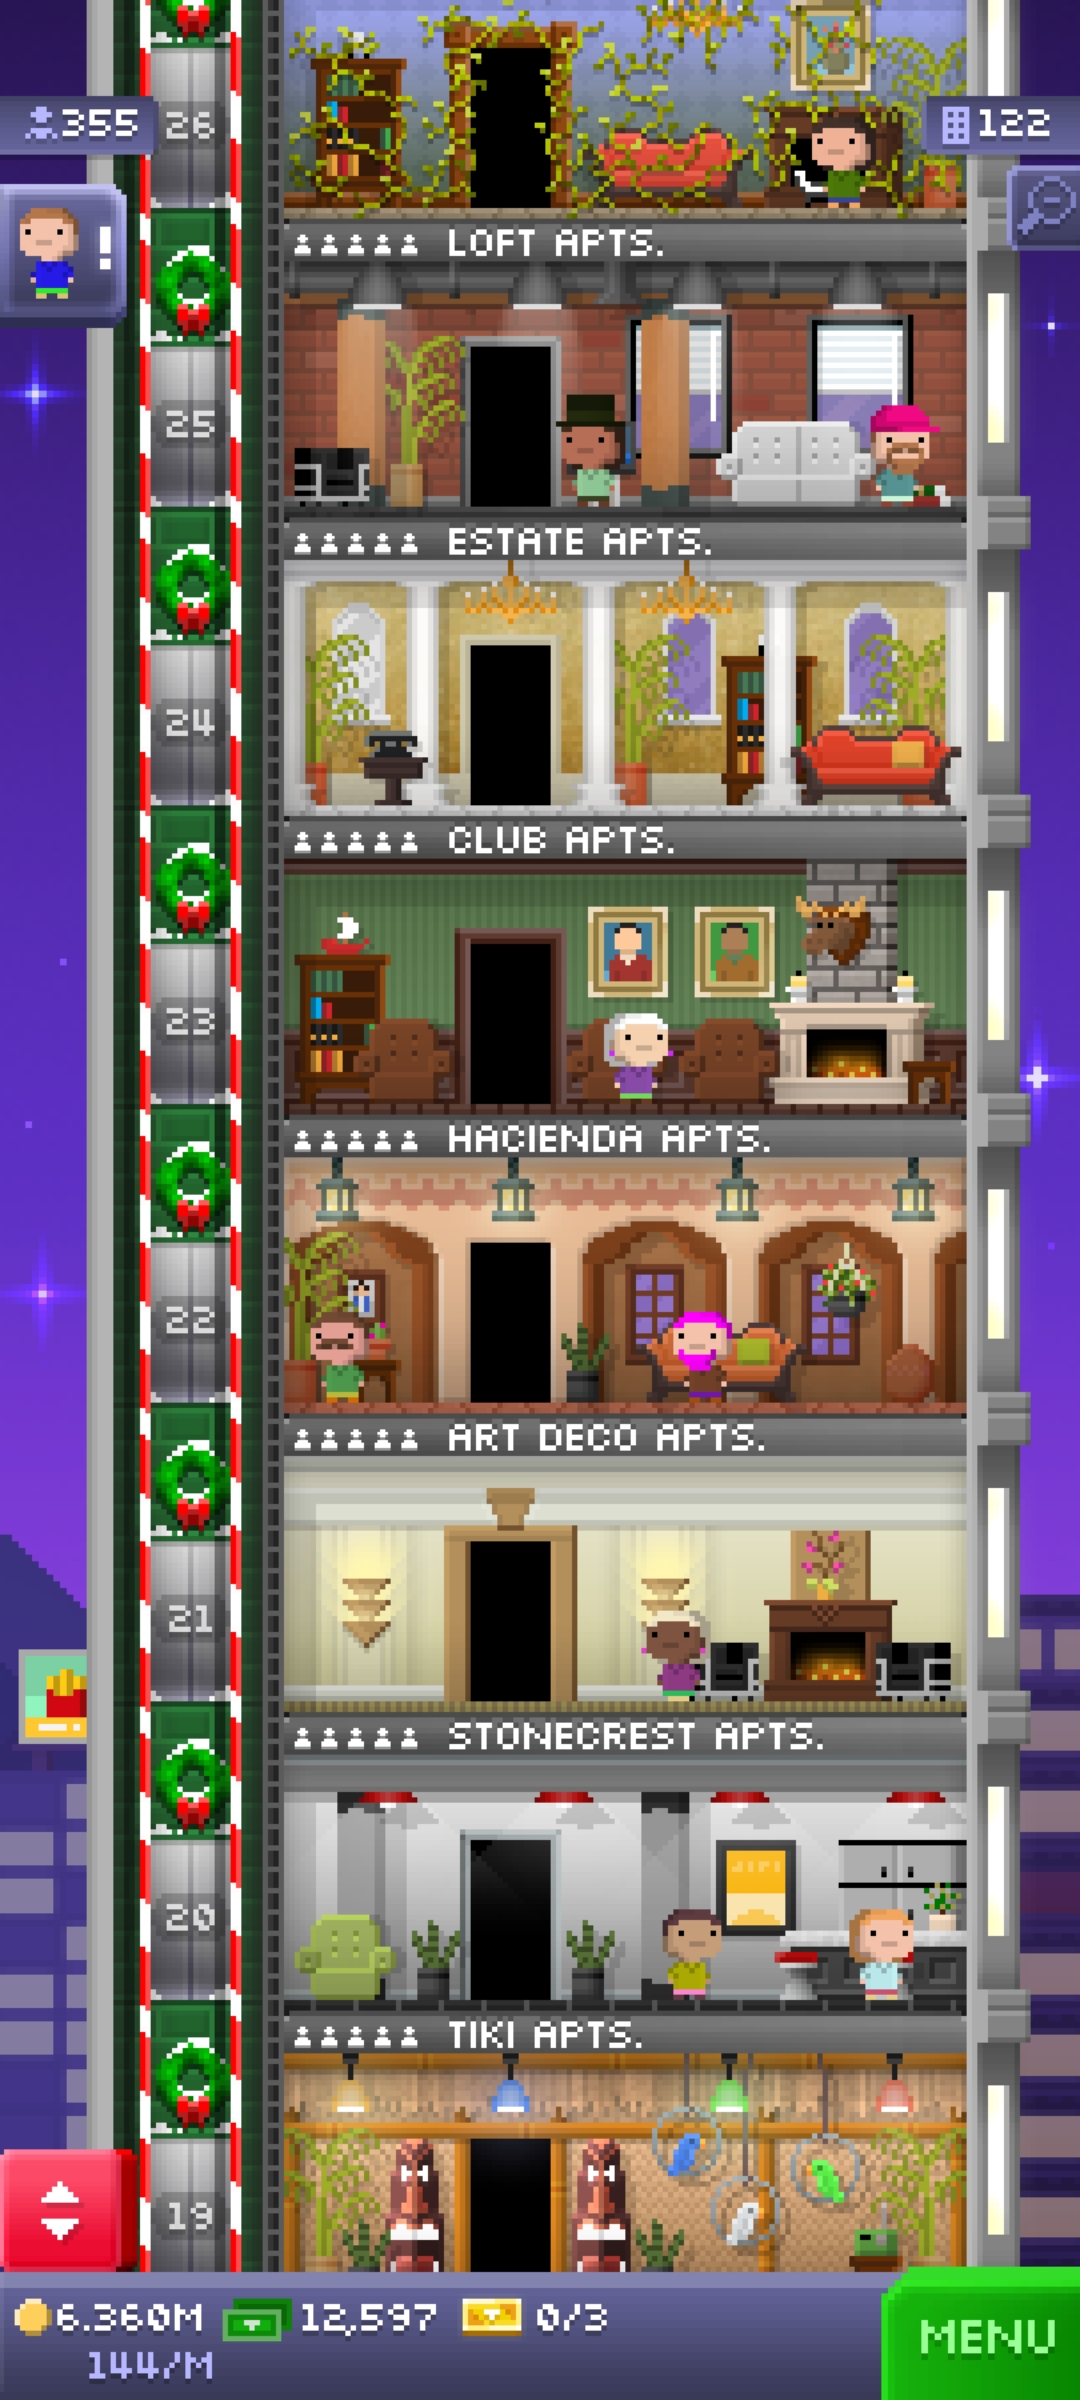 26
355
122
!
LOFT APTS.
25
ESTATE APTS.
24
CLUB APTS.
23
HACIENDA APTS.
22
ART DECO APTS.
21
STONECREST APTS.
20
TIKI APTS.
19
6.360M 12,597 0/3
144/M
MENU